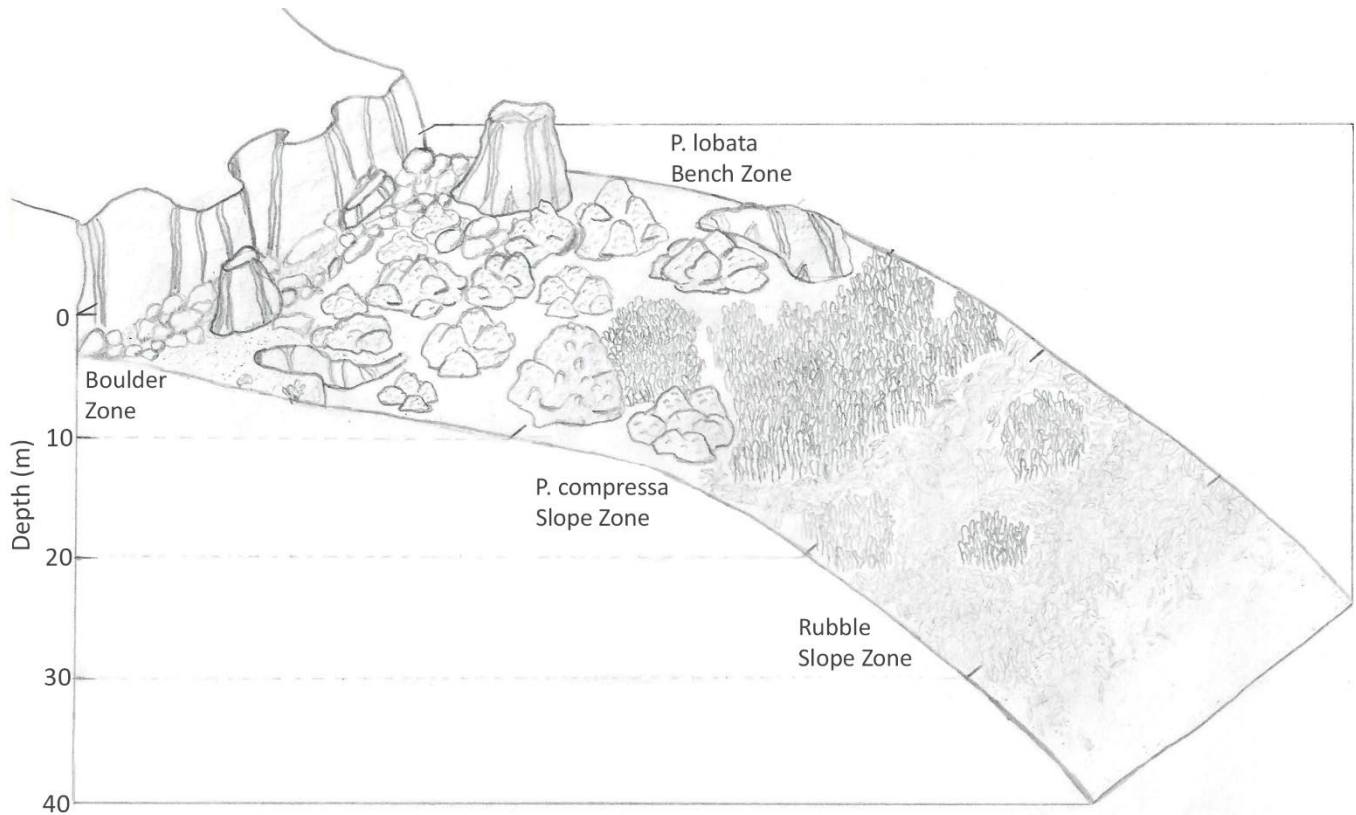 P. lobata
Bench Zone
0
Boulder
Zone
10
P. compressa
Slope Zone
Depth (m)
20
Rubble
Slope Zone
30
40